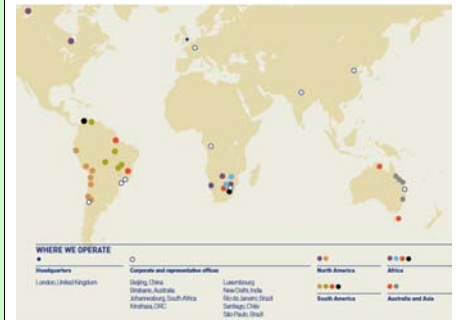 WHERE WE OPERATE
Headquarters
London, United Kingdom
Corporate and representative offices
Beijing, China
Brisbane, Australia
Johannesburg, South Africa
Kinshasa, DRC
Luxembourg
New Delhi, India
Rio de Janeiro, Brazil
Santiago, Chile
São Paulo, Brazil
North America
Africa
South America
Australia and Asia